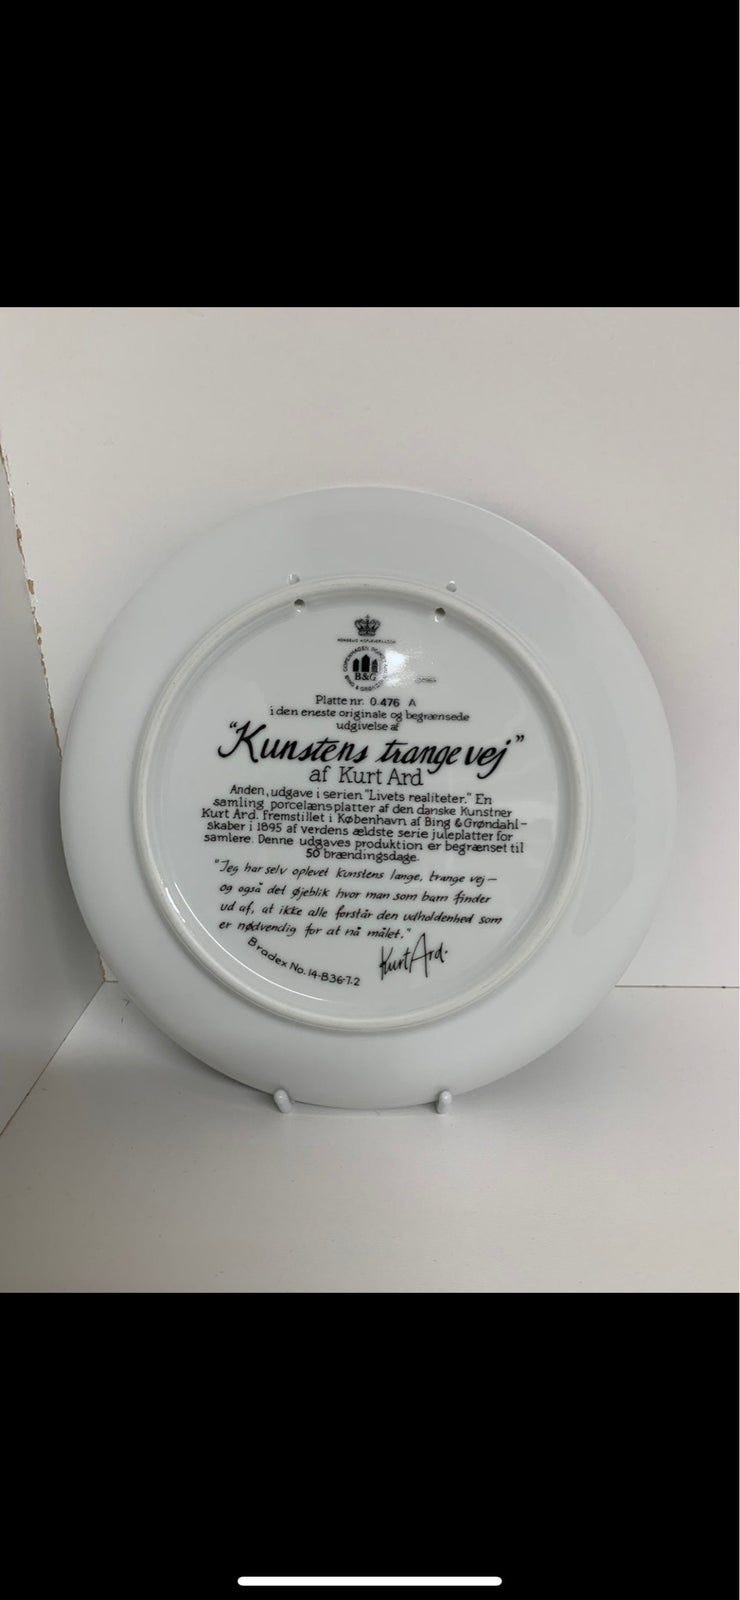 COPENHAGEN PORCELAIN
B&G
BING & GRØNDAHL
Platte nr. 0.476 A
i den eneste originale og begrænsede
udgivelse af
"Kunstens trange vej"
af Kurt Ard
Anden, udgave i serien "Livets realiteter." En
samling porcelænsplatter af den danske Kunstner
Kurt Ard. Fremstillet i København af Bing & Grøndahl-
skaber i 1895 af verdens ældste serie juleplatter for
samlere. Denne udgaves produktion er begrænset til
50 brændingsdage.
"Jeg har selv oplevet kunstens lange, trange vej—
og også det øjeblik hvor man som barn finder
ud af, at ikke alle forstår den udholdenhed som
er nødvendig for at nå målet."
Kurt Ard.
Bradex No. 14-B36-7.2